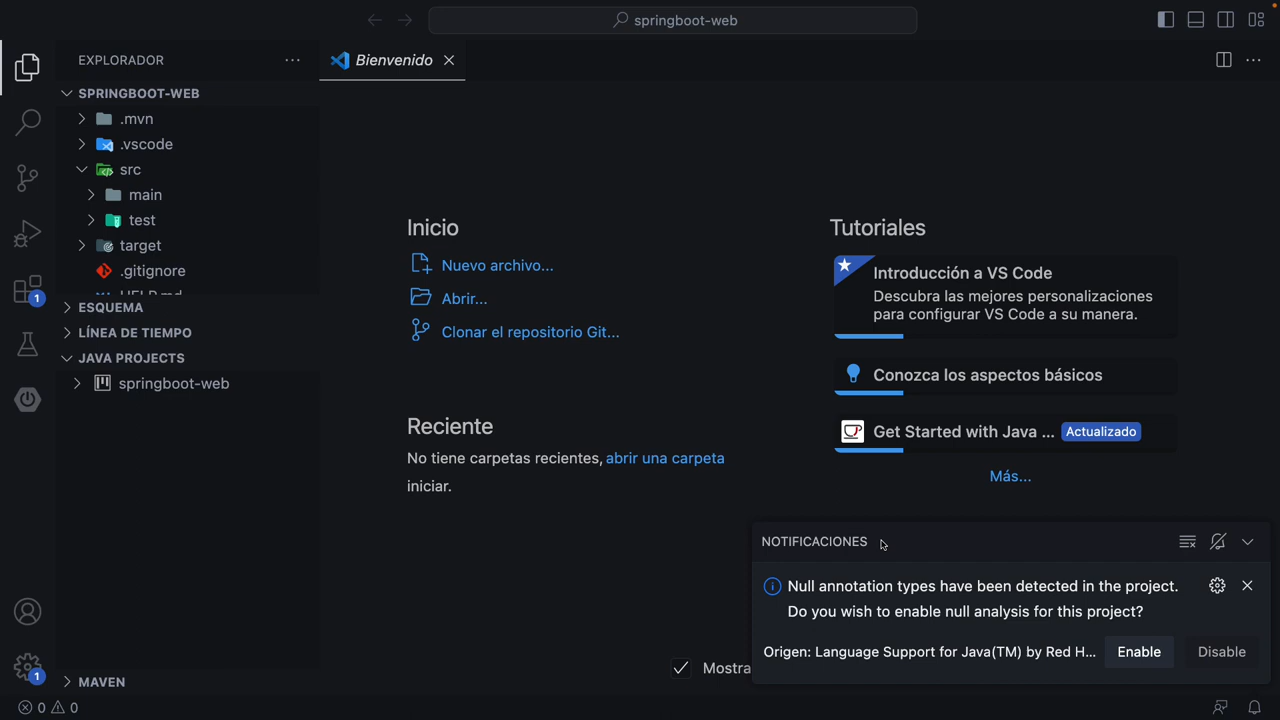 springboot-web
EXPLORADOR
Bienvenido
SPRINGBOOT-WEB
.mvn
.vscode
src
main
test
target
.gitignore
ESQUEMA
LÍNEA DE TIEMPO
JAVA PROJECTS
springboot-web
MAVEN
Inicio
Nuevo archivo...
Abrir...
Clonar el repositorio Git...
Reciente
No tiene carpetas recientes, abrir una carpeta
iniciar.
Tutoriales
Introducción a VS Code
Descubra las mejores personalizaciones
para configurar VS Code a su manera.
Conozca los aspectos básicos
Get Started with Java ... Actualizado
Más...
Mostra
NOTIFICACIONES
Null annotation types have been detected in the project.
Do you wish to enable null analysis for this project?
Origen: Language Support for Java(TM) by Red H...
Enable
Disable
1
1
0
0